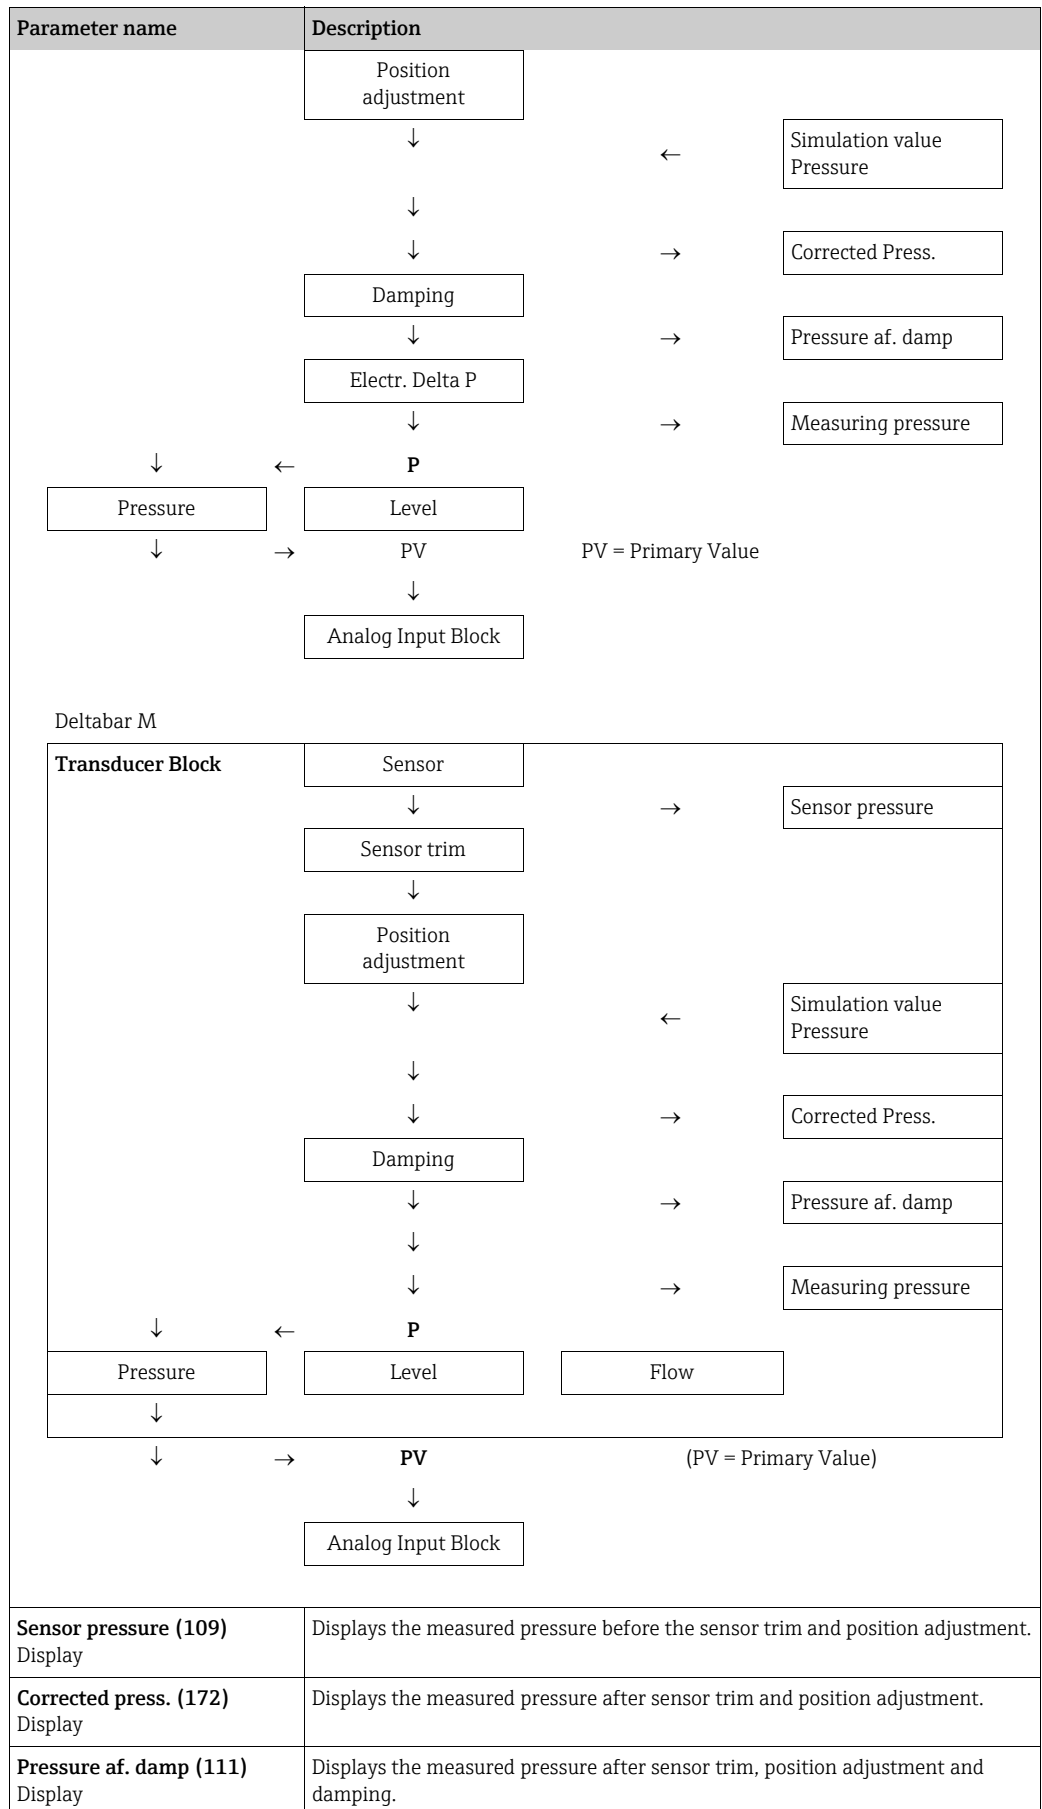 Parameter name Description
Position
adjustment
↓
← Simulation value
Pressure
↓
↓ → Corrected Press.
Damping
↓ → Pressure af. damp
Electr. Delta P
↓ → Measuring pressure
↓ ← P
Pressure Level
↓ → PV PV = Primary Value
↓
Analog Input Block
Deltabar M
Transducer Block Sensor
↓ → Sensor pressure
Sensor trim
↓
Position
adjustment
↓
← Simulation value
Pressure
↓
↓ → Corrected Press.
Damping
↓ → Pressure af. damp
↓
↓ → Measuring pressure
↓ ← P
Pressure Level Flow
↓
↓ → PV (PV = Primary Value)
↓
Analog Input Block
Sensor pressure (109)
Display
Displays the measured pressure before the sensor trim and position adjustment.
Corrected press. (172)
Display
Displays the measured pressure after sensor trim and position adjustment.
Pressure af. damp (111)
Display
Displays the measured pressure after sensor trim, position adjustment and
damping.